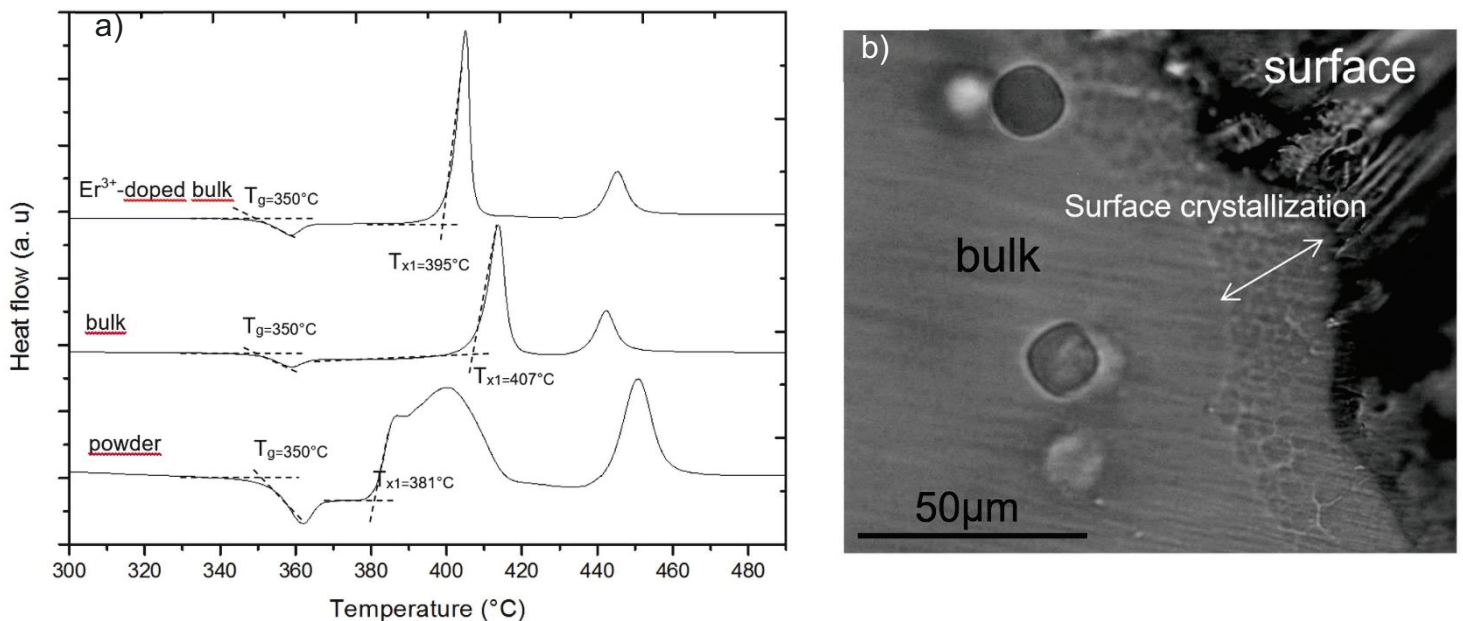 a)
Er³⁺-doped bulk
Tg=350°C
Tx1=395°C
bulk
Tg=350°C
Tx1=407°C
powder
Tg=350°C
Tx1=381°C
Heat flow (a. u)
300 320 340 360 380 400 420 440 460 480
Temperature (°C)
b)
surface
Surface crystallization
bulk
50µm